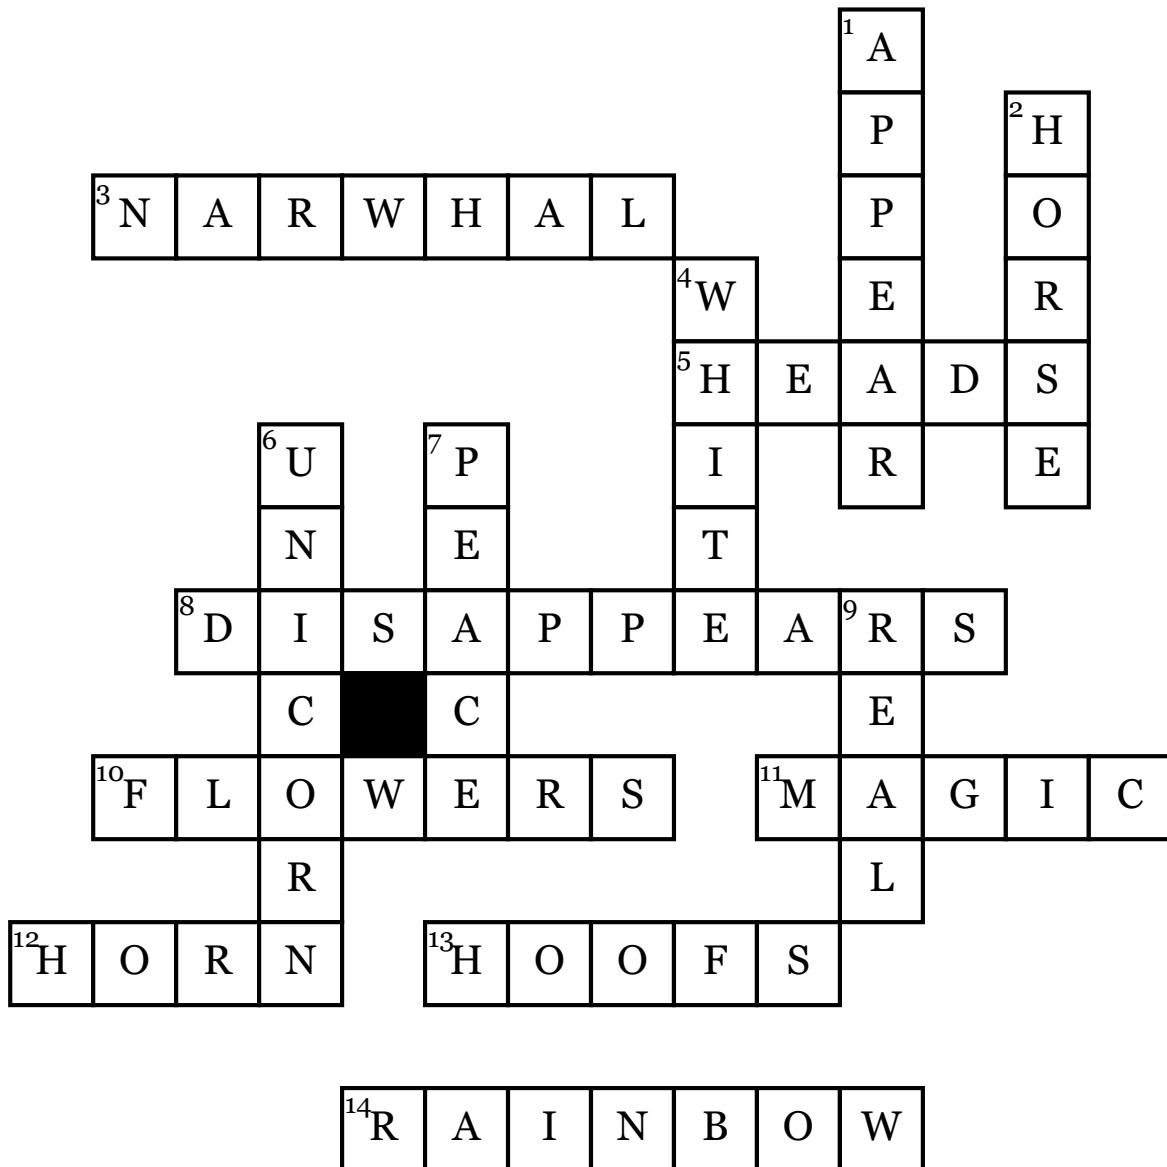 1 A
P 2 H
3 N A R W H A L P O
4 W E R
5 H E A D S
6 U 7 P I R E
N E T
8 D I S A P P E A 9 R S
C C E
10 F L O W E R S 11 M A G I C
R L
12 H O R N 13 H O O F S
14 R A I N B O W